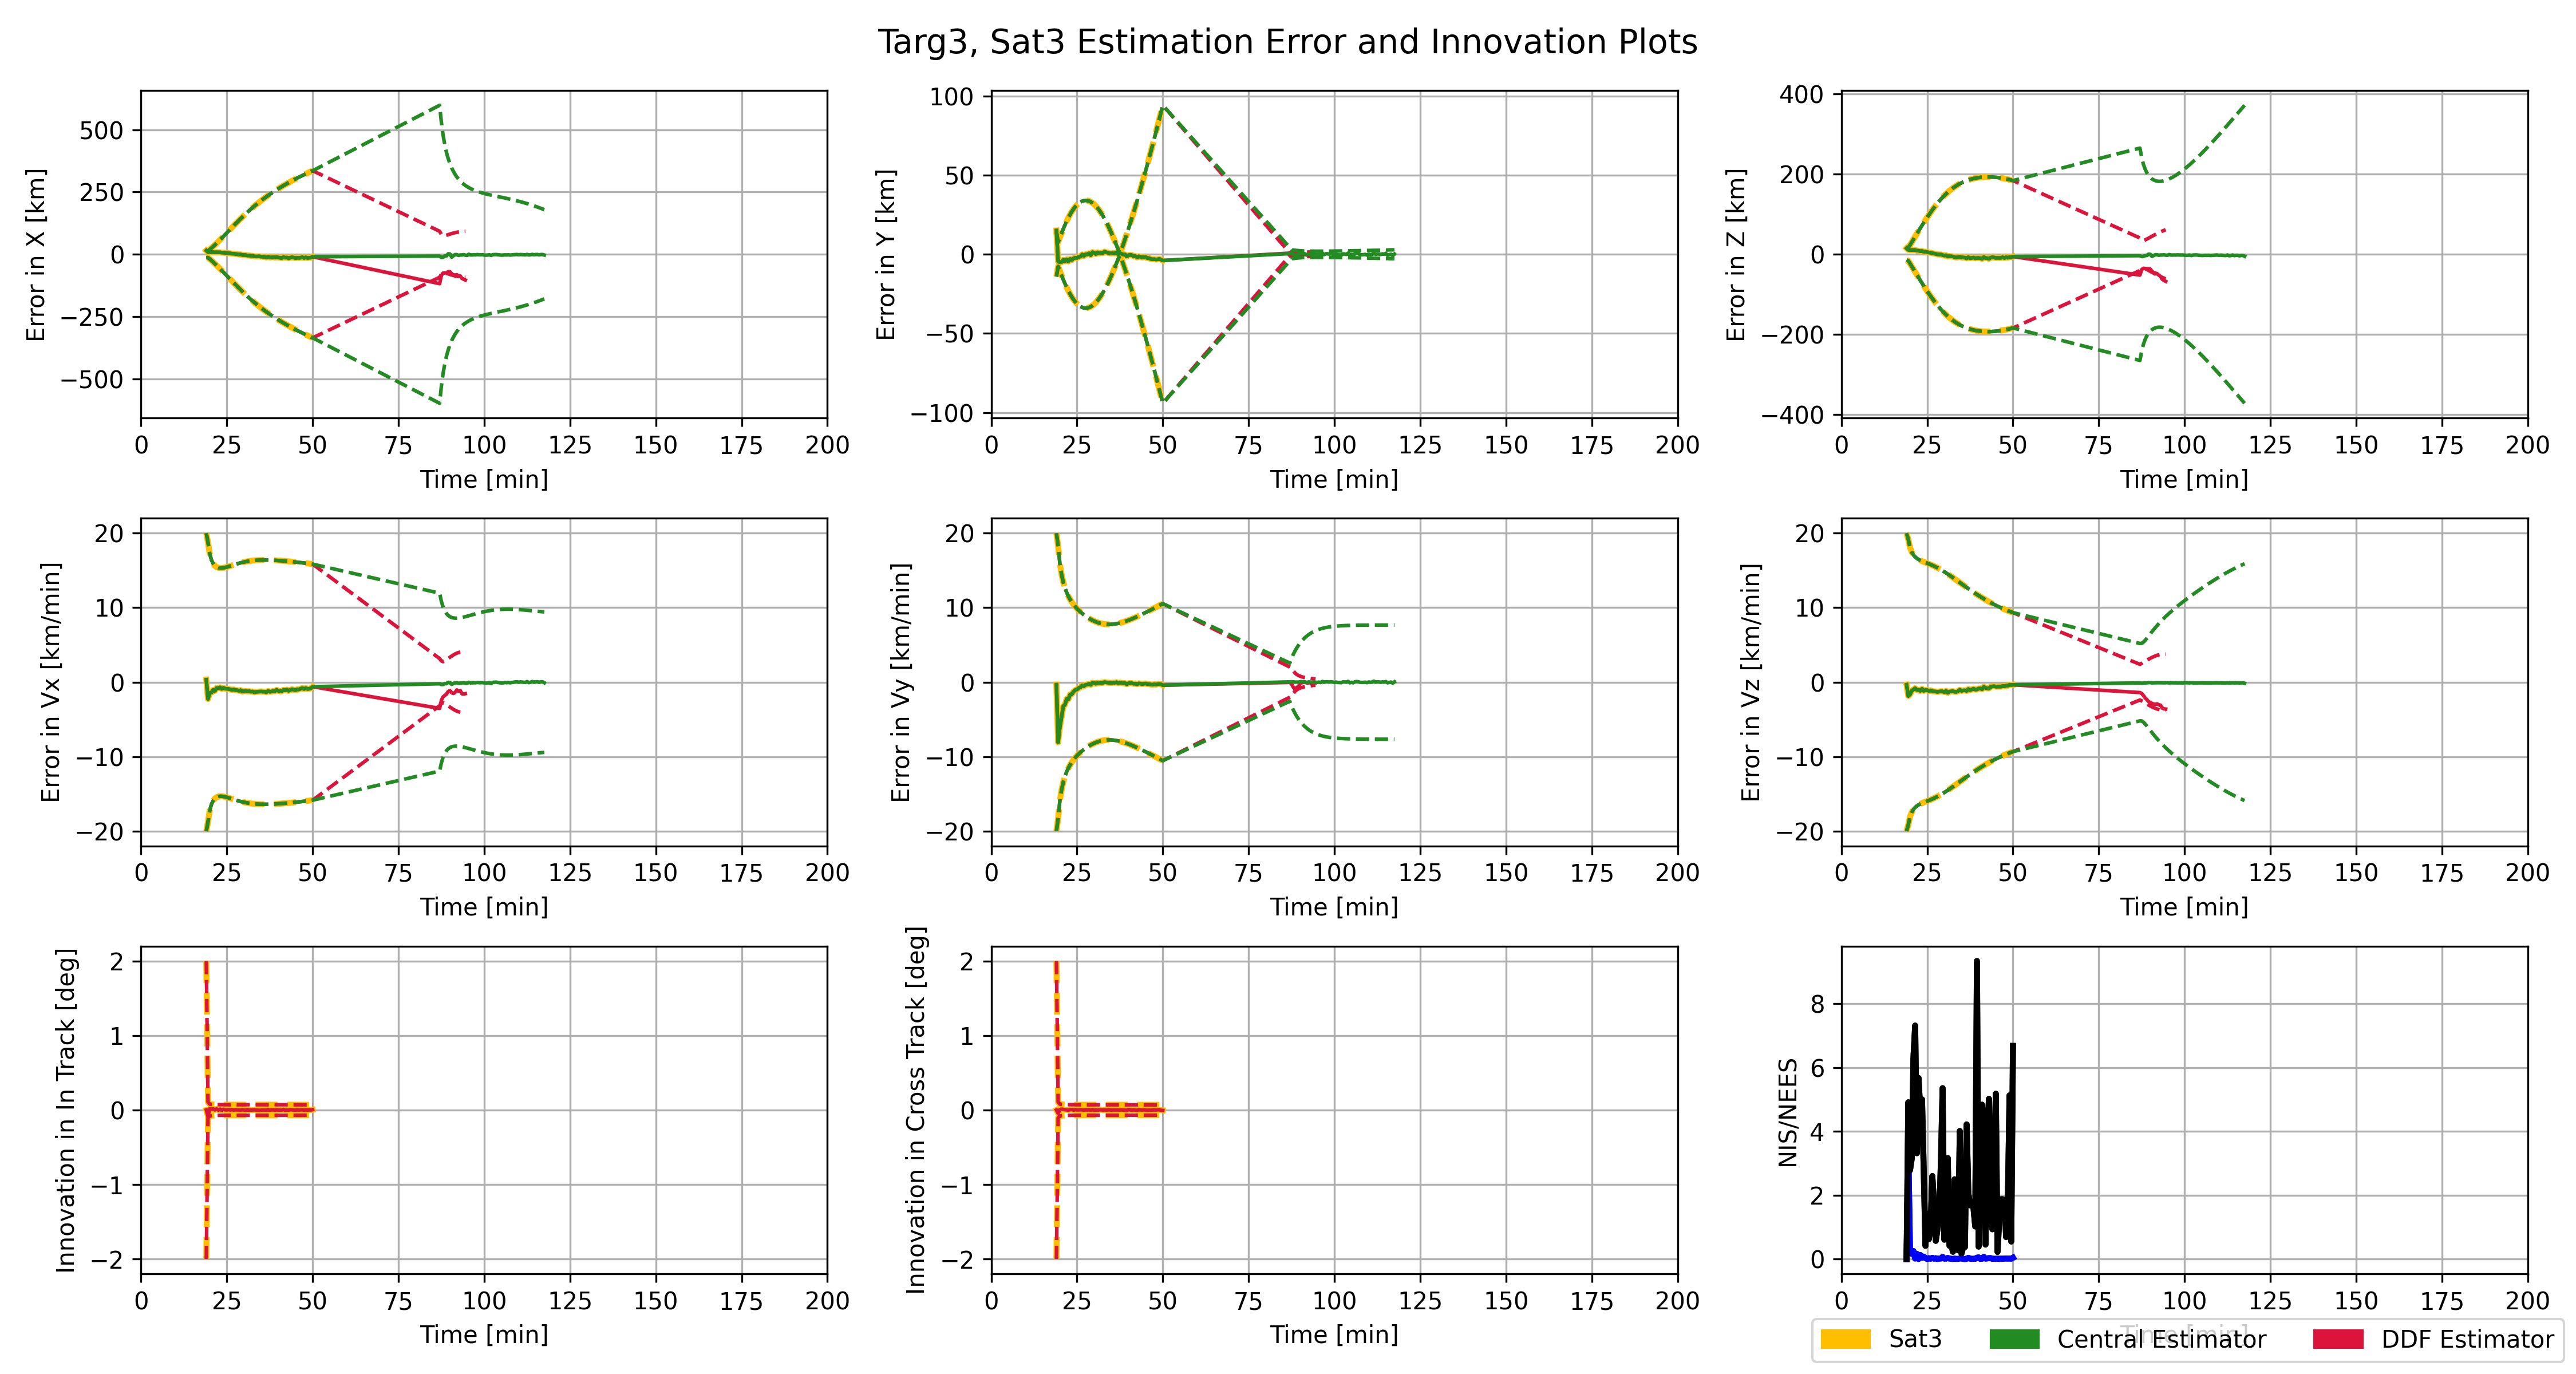 Targ3, Sat3 Estimation Error and Innovation Plots
Error in X [km]
500
250
0
−250
−500
0 25 50 75 100 125 150 175 200
Time [min]
Error in Y [km]
100
50
0
−50
−100
0 25 50 75 100 125 150 175 200
Time [min]
Error in Z [km]
400
200
0
−200
−400
0 25 50 75 100 125 150 175 200
Time [min]
Error in Vx [km/min]
20
10
0
−10
−20
0 25 50 75 100 125 150 175 200
Time [min]
Error in Vy [km/min]
20
10
0
−10
−20
0 25 50 75 100 125 150 175 200
Time [min]
Error in Vz [km/min]
20
10
0
−10
−20
0 25 50 75 100 125 150 175 200
Time [min]
Innovation in In Track [deg]
2
1
0
−1
−2
0 25 50 75 100 125 150 175 200
Time [min]
Innovation in Cross Track [deg]
2
1
0
−1
−2
0 25 50 75 100 125 150 175 200
Time [min]
NIS/NEES
8
6
4
2
0
0 25 50 75 100 125 150 175 200
Time [min]
Sat3 Central Estimator DDF Estimator